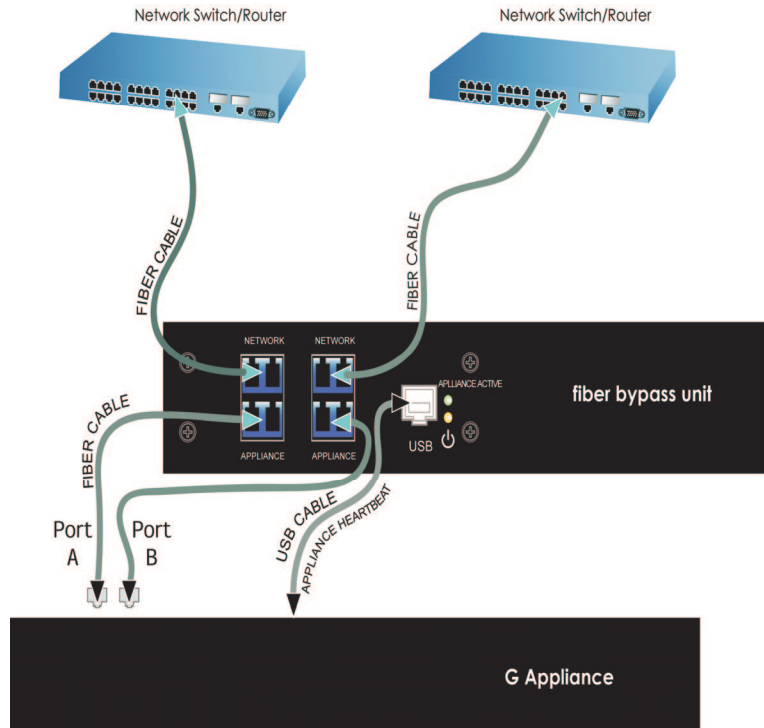 Network Switch/Router
Network Switch/Router
FIBER CABLE
FIBER CABLE
NETWORK
NETWORK
APLLIANCE ACTIVE
fiber bypass unit
FIBER CABLE
USB
APPLIANCE
APPLIANCE
Port
A
Port
B
USB CABLE
APPLIANCE HEARTBEAT
G Appliance